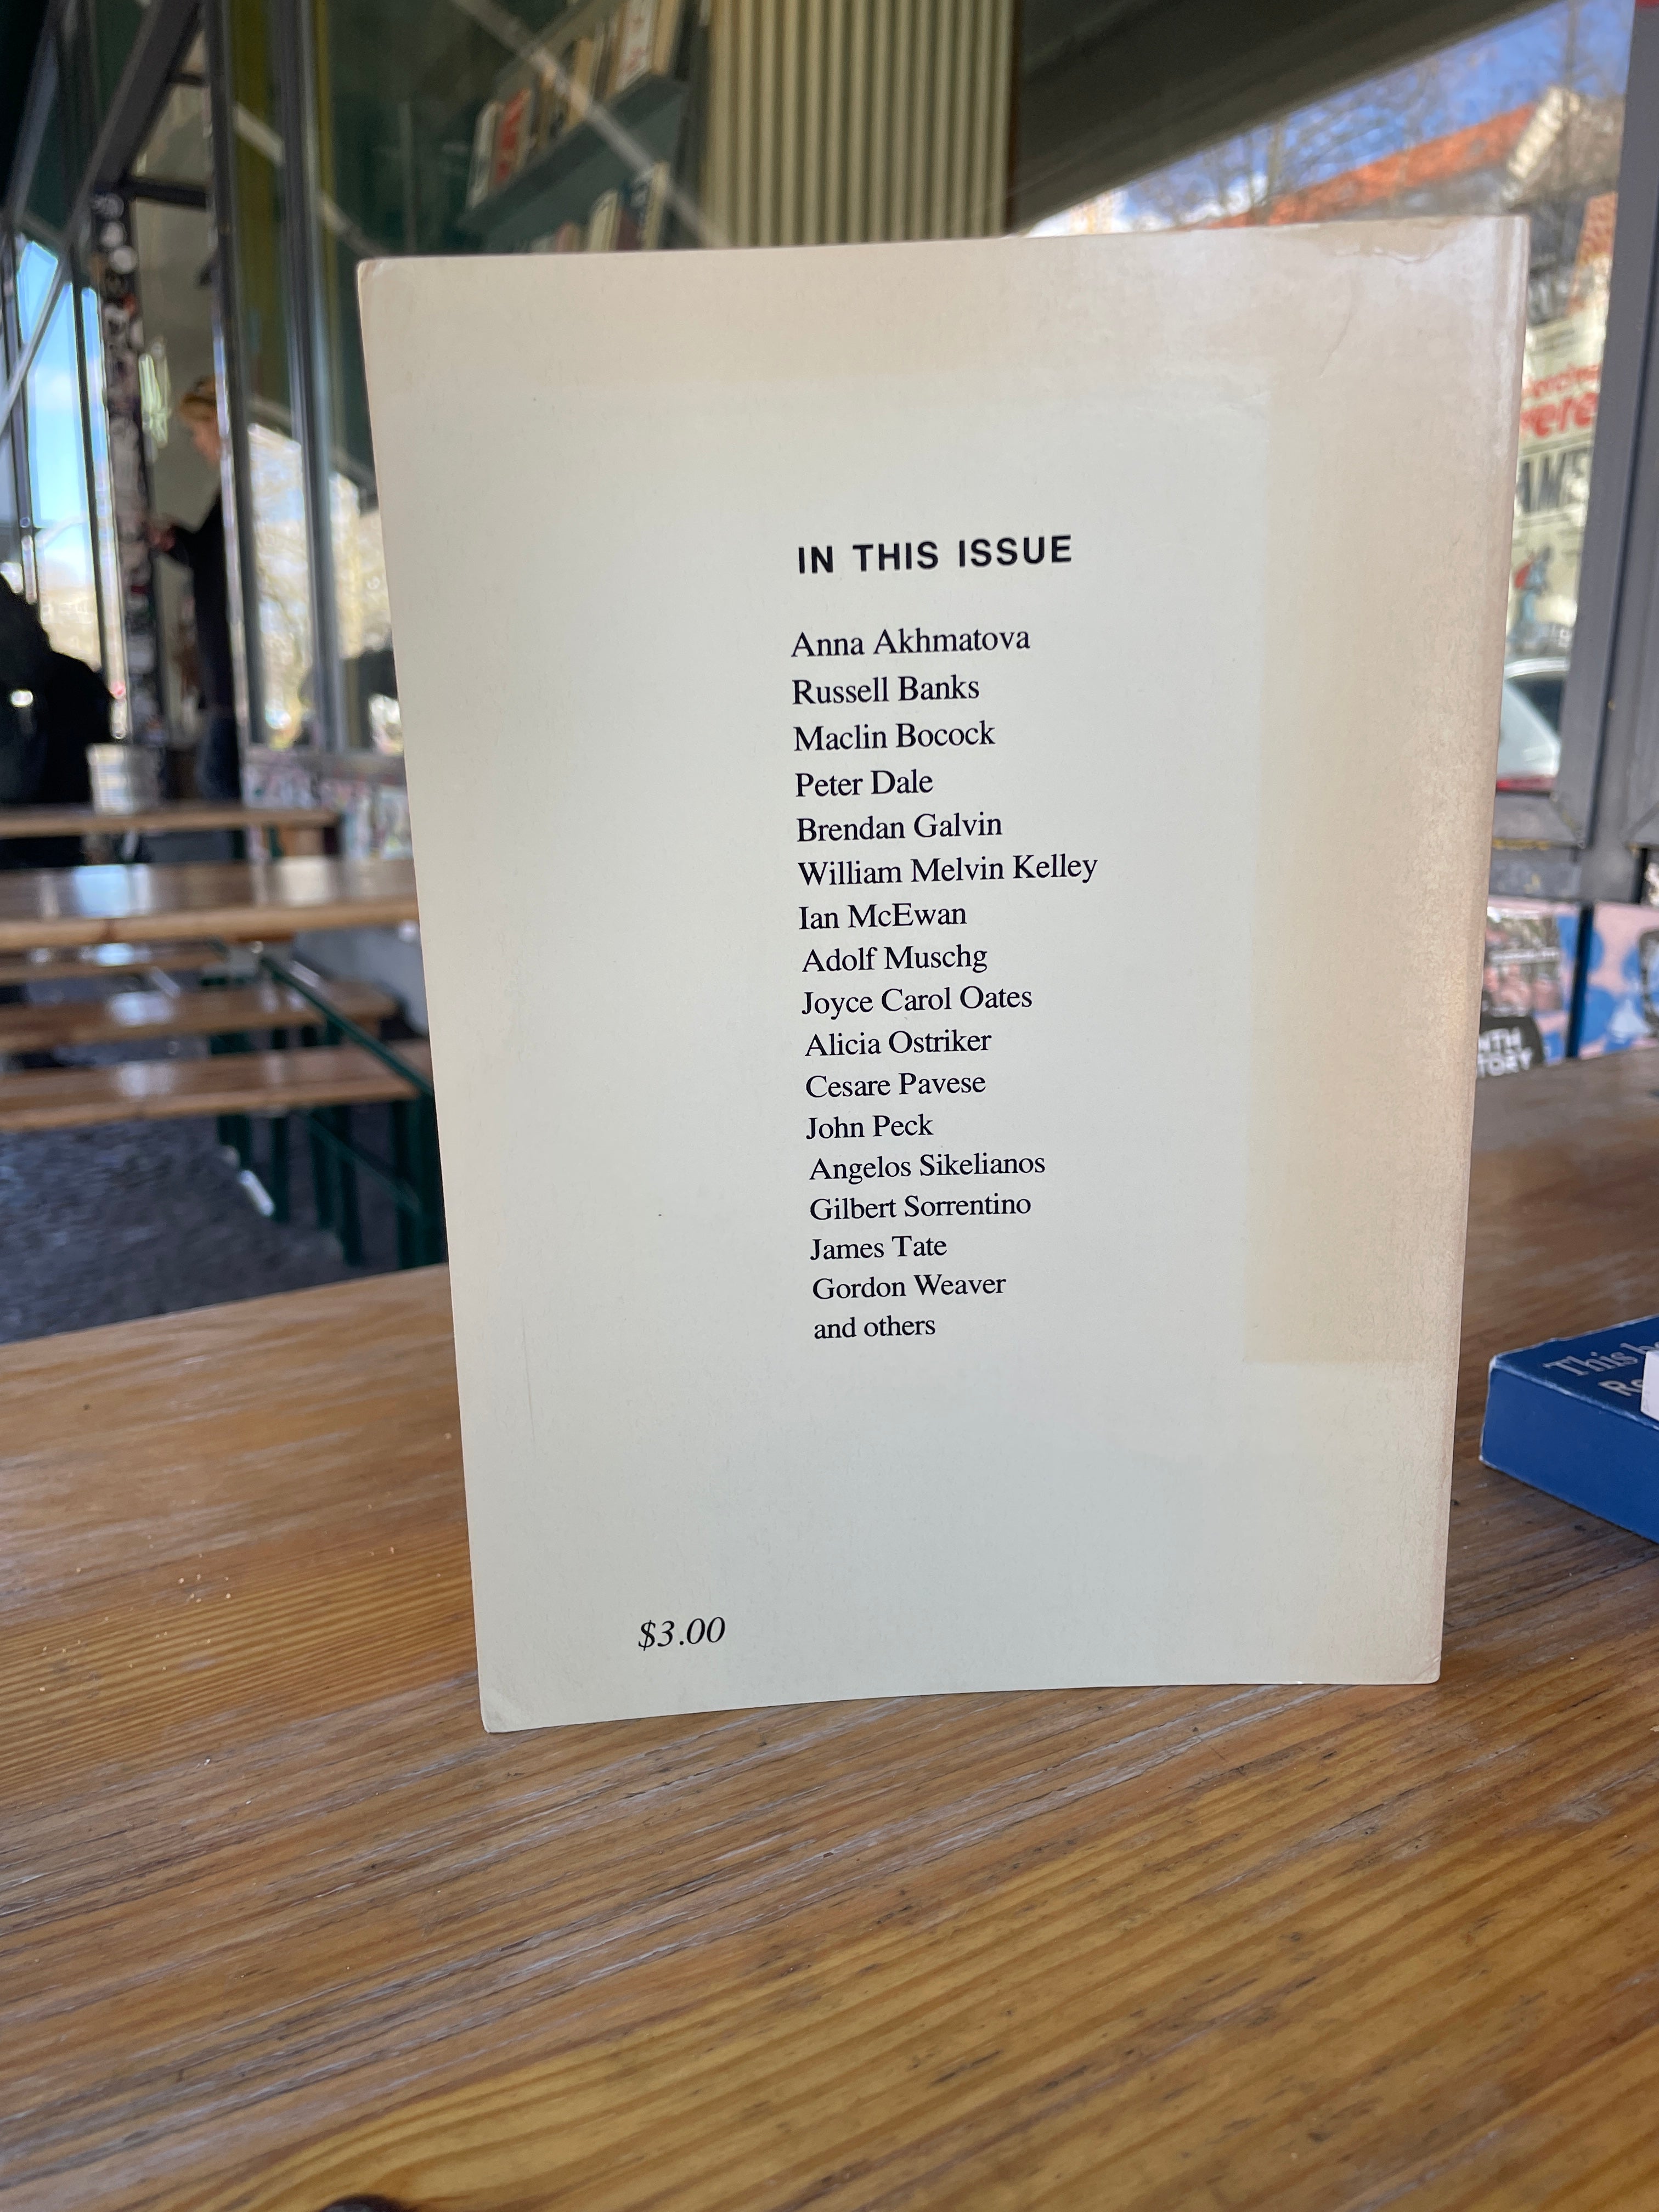 IN THIS ISSUE
Anna Akhmatova
Russell Banks
Maclin Bocock
Peter Dale
Brendan Galvin
William Melvin Kelley
Ian McEwan
Adolf Muschg
Joyce Carol Oates
Alicia Ostriker
Cesare Pavese
John Peck
Angelos Sikelianos
Gilbert Sorrentino
James Tate
Gordon Weaver
and others
$3.00
This